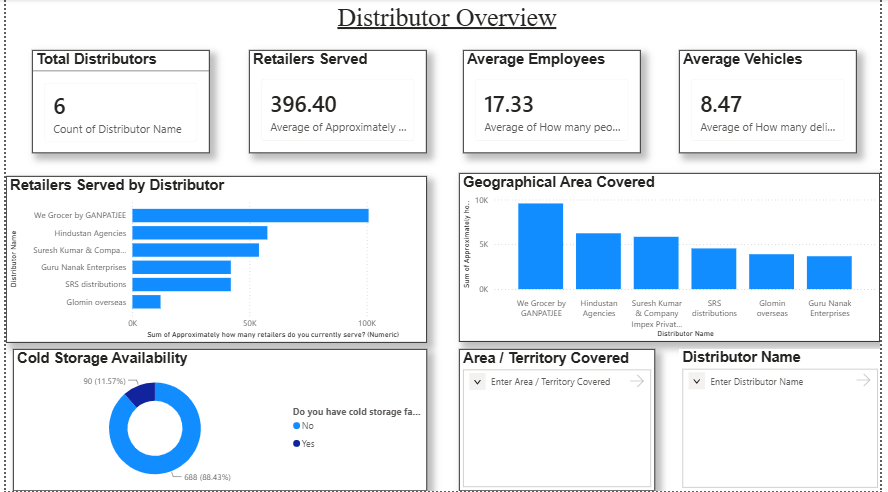 Distributor Overview
Total Distributors
6
Count of Distributor Name
Retailers Served
396.40
Average of Approximately ...
Average Employees
17.33
Average of How many peo...
Average Vehicles
8.47
Average of How many deli...
Retailers Served by Distributor
Distributor Name
We Grocer by GANPATJEE
Hindustan Agencies
Suresh Kumar & Compa...
Guru Nanak Enterprises
SRS distributions
Glomin overseas
0K 50K 100K
Sum of Approximately how many retailers do you currently serve? (Numeric)
Geographical Area Covered
Sum of Approximately ho...
10K
5K
0K
We Grocer by GANPATJEE
Hindustan Agencies
Suresh Kumar & Company Impex Privat...
SRS distributions
Glomin overseas
Guru Nanak Enterprises
Distributor Name
Cold Storage Availability
90 (11.57%)
688 (88.43%)
Do you have cold storage fa...
No
Yes
Area / Territory Covered
Enter Area / Territory Covered
Distributor Name
Enter Distributor Name